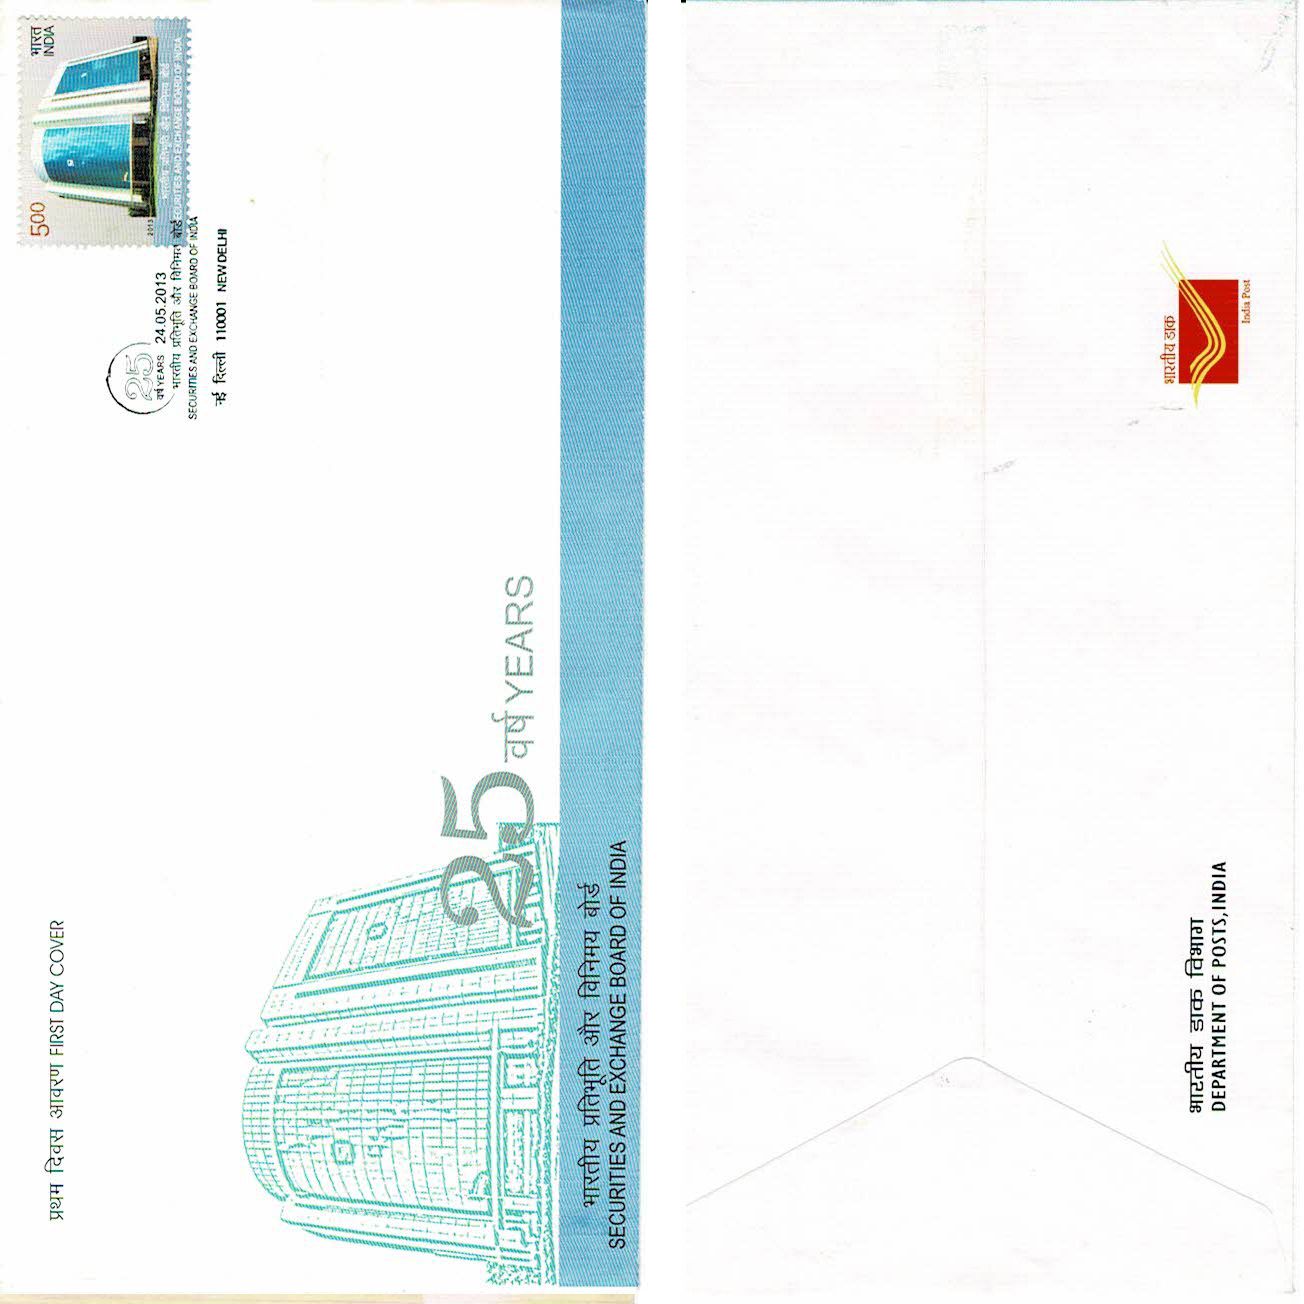 प्रथम दिवस आवरण FIRST DAY COVER
500
भारत
INDIA
2013
भारतीय प्रतिभूति और विनिमय बोर्ड
SECURITIES AND EXCHANGE BOARD OF INDIA
25
वर्ष YEARS 24.05.2013
भारतीय प्रतिभूति और विनिमय बोर्ड
SECURITIES AND EXCHANGE BOARD OF INDIA
नई दिल्ली 110001 NEW DELHI
25 वर्ष YEARS
भारतीय प्रतिभूति और विनिमय बोर्ड
SECURITIES AND EXCHANGE BOARD OF INDIA
भारतीय डाक विभाग
DEPARTMENT OF POSTS, INDIA
भारतीय डाक
India Post